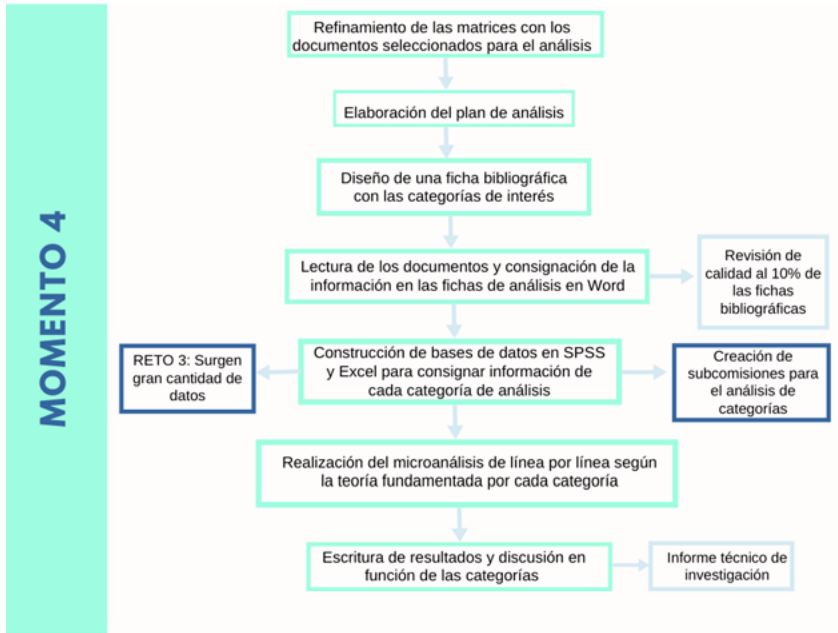 MOMENTO 4
Refinamiento de las matrices con los
documentos seleccionados para el análisis
Elaboración del plan de análisis
Diseño de una ficha bibliográfica
con las categorías de interés
Lectura de los documentos y consignación de la
información en las fichas de análisis en Word
Revisión de
calidad al 10% de
las fichas
bibliográficas
RETO 3: Surgen
gran cantidad de
datos
Construcción de bases de datos en SPSS
y Excel para consignar información de
cada categoría de análisis
Creación de
subcomisiones para
el análisis de
categorías
Realización del microanálisis de línea por línea según
la teoría fundamentada por cada categoría
Escritura de resultados y discusión en
función de las categorías
Informe técnico de
investigación